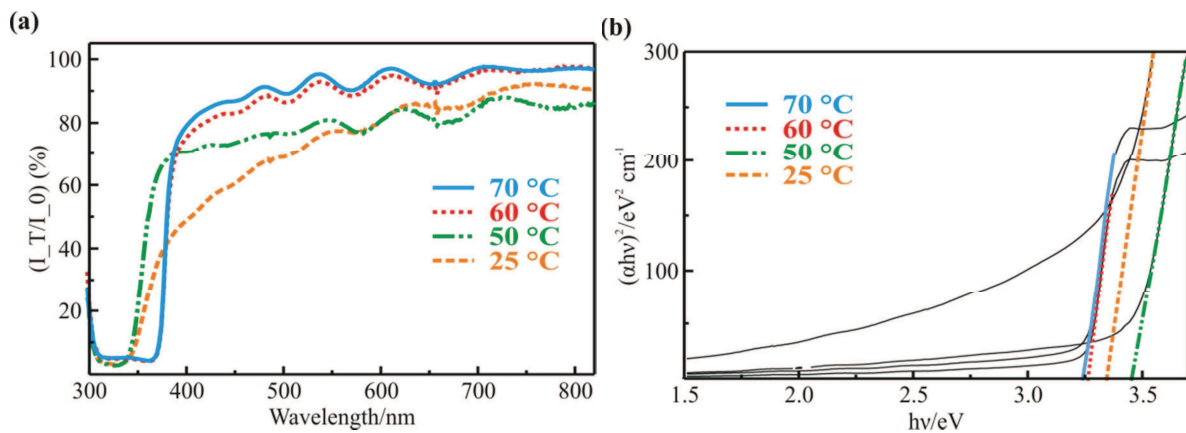 (a)
(I_T/I_0) (%)
100
80
60
40
20
300
400
500
600
700
800
Wavelength/nm
70 °C
60 °C
50 °C
25 °C
(b)
(αhν)²/eV² cm⁻¹
300
200
100
1.5
2.0
2.5
3.0
3.5
hν/eV
70 °C
60 °C
50 °C
25 °C